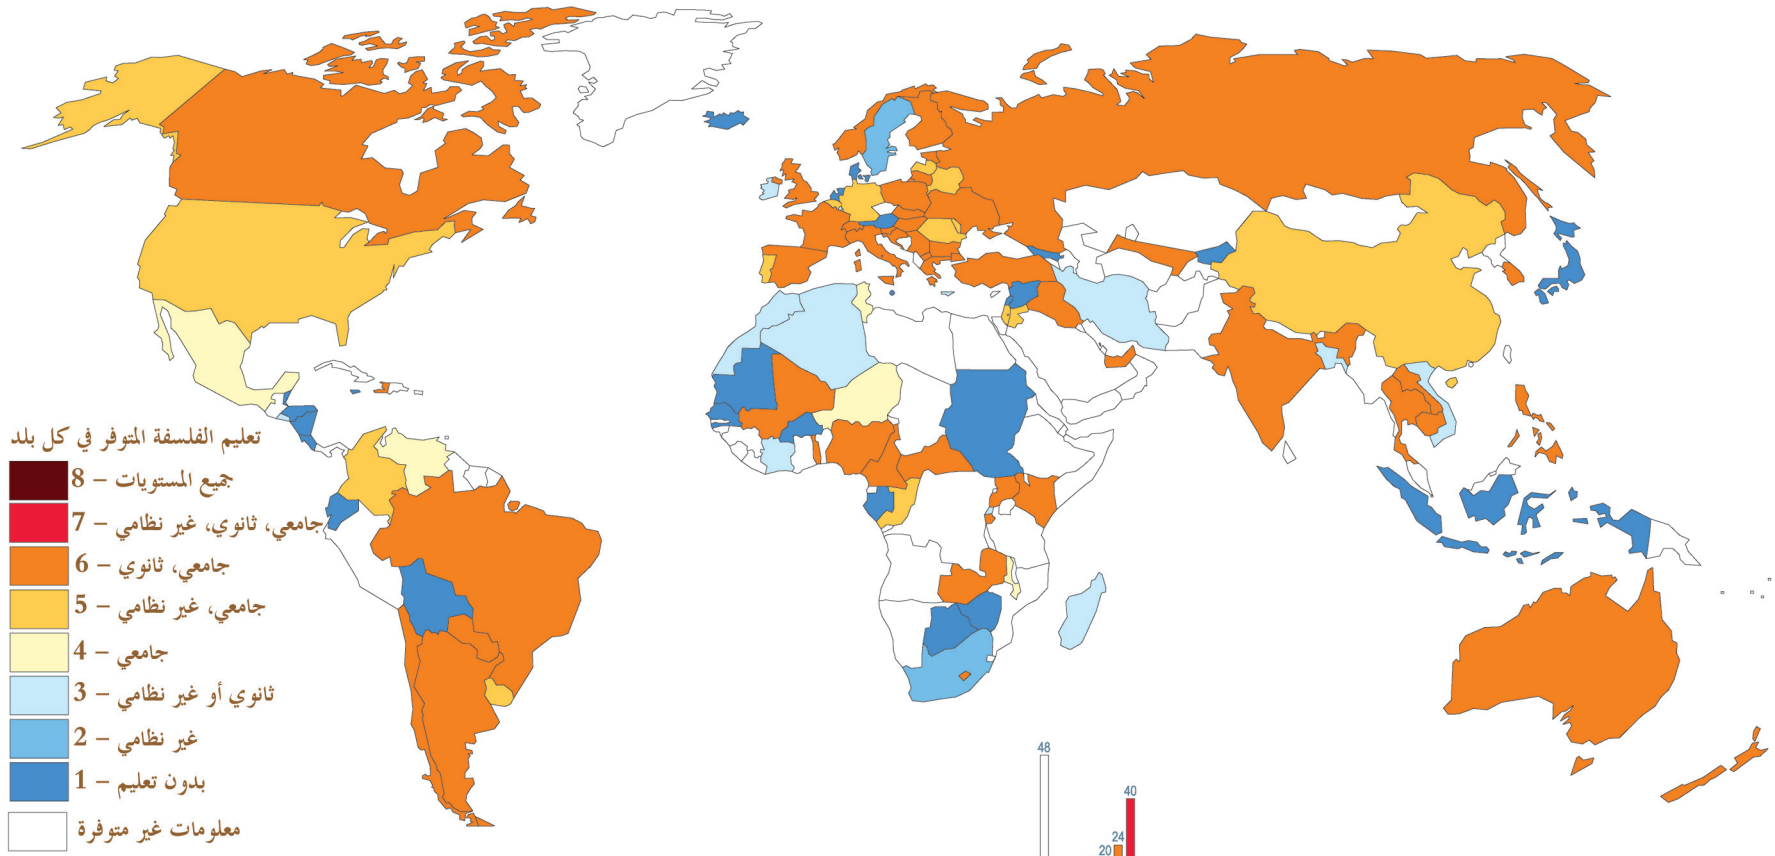 تعليم الفلسفة المتوفر في كل بلد
8 – جميع المستويات
7 – جامعي، ثانوي، غير نظامي
6 – جامعي، ثانوي
5 – جامعي، غير نظامي
4 – جامعي
3 – ثانوي أو غير نظامي
2 – غير نظامي
1 – بدون تعليم
معلومات غير متوفرة
48
40
24
20